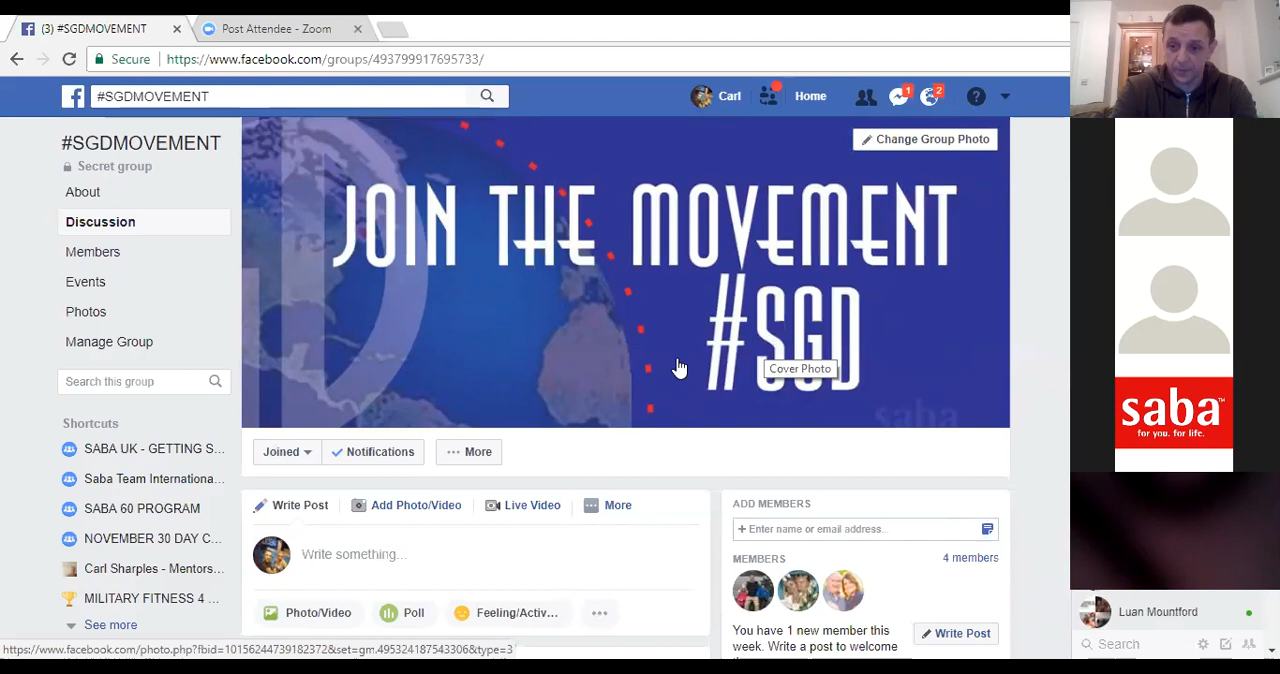 (3) #SGDMOVEMENT
Post Attendee - Zoom
Secure
https://www.facebook.com/groups/493799917695733/
#SGDMOVEMENT
Carl
Home
1
2
#SGDMOVEMENT
Secret group
About
Discussion
Members
Events
Photos
Manage Group
Search this group
Shortcuts
SABA UK - GETTING S...
Saba Team Internationa...
SABA 60 PROGRAM
NOVEMBER 30 DAY C...
Carl Sharples - Mentors...
MILITARY FITNESS 4 ...
See more
Change Group Photo
JOIN THE MOVEMENT
#SGD
Cover Photo
saba
Joined
Notifications
More
Write Post
Add Photo/Video
Live Video
More
Write something...
Photo/Video
Poll
Feeling/Activ...
ADD MEMBERS
+ Enter name or email address...
MEMBERS
4 members
You have 1 new member this
week. Write a post to welcome
Write Post
https://www.facebook.com/photo.php?fbid=10156244739182372&set=gm.495324187543306&type=3
saba™
for you. for life.
Luan Mountford
Search